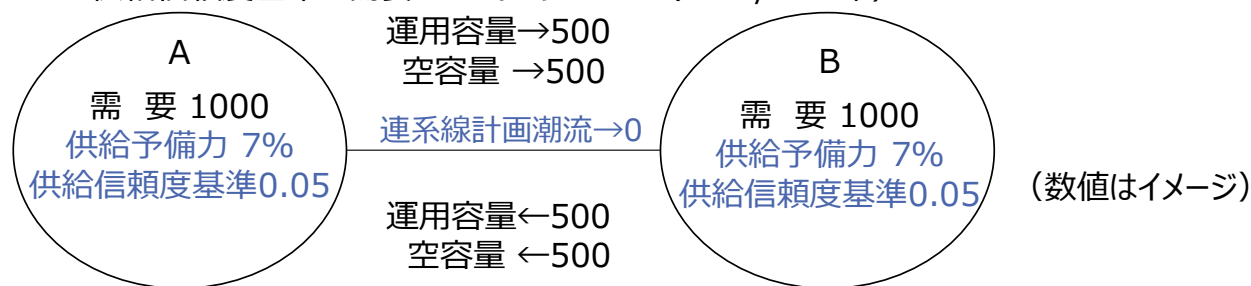 A
需 要 1000
供給予備力 7%
供給信頼度基準0.05
運用容量→500
空容量 →500
連系線計画潮流→0
運用容量←500
空容量 ←500
B
需 要 1000
供給予備力 7%
供給信頼度基準0.05
（数値はイメージ）